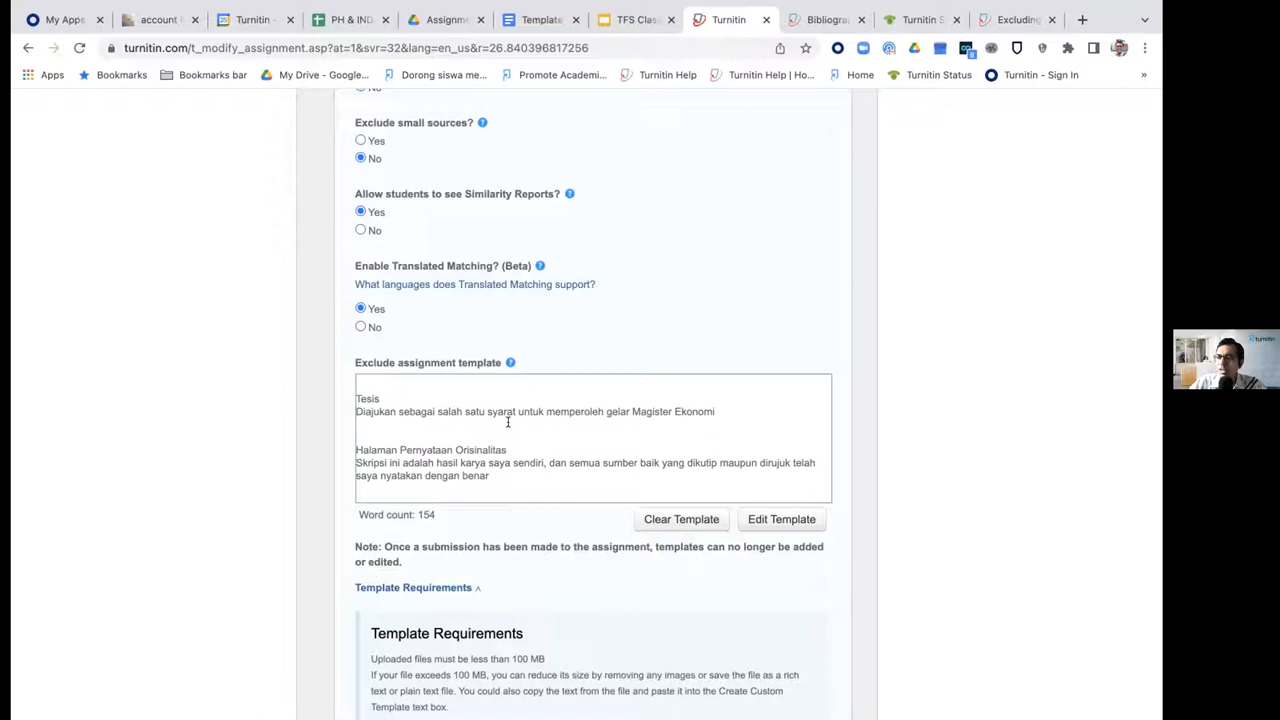 My Apps
account
Turnitin -
PH & IND
Assignme
Template
TFS Clas
Turnitin
Bibliogra
Turnitin S
Excluding
turnitin.com/t_modify_assignment.asp?at=1&svr=32&lang=en_us&r=26.840396817256
Apps
Bookmarks
Bookmarks bar
My Drive - Google...
Dorong siswa me...
Promote Academi...
Turnitin Help
Turnitin Help | Ho...
Home
Turnitin Status
Turnitin - Sign In
»
No
Exclude small sources?
Yes
No
Allow students to see Similarity Reports?
Yes
No
Enable Translated Matching? (Beta)
What languages does Translated Matching support?
Yes
No
Exclude assignment template
Tesis
Diajukan sebagai salah satu syarat untuk memperoleh gelar Magister Ekonomi
Halaman Pernyataan Orisinalitas
Skripsi ini adalah hasil karya saya sendiri, dan semua sumber baik yang dikutip maupun dirujuk telah
saya nyatakan dengan benar
Word count: 154
Clear Template
Edit Template
Note: Once a submission has been made to the assignment, templates can no longer be added
or edited.
Template Requirements ^
Template Requirements
Uploaded files must be less than 100 MB
If your file exceeds 100 MB, you can reduce its size by removing any images or save the file as a rich
text or plain text file. You could also copy the text from the file and paste it into the Create Custom
Template text box.
turnitin